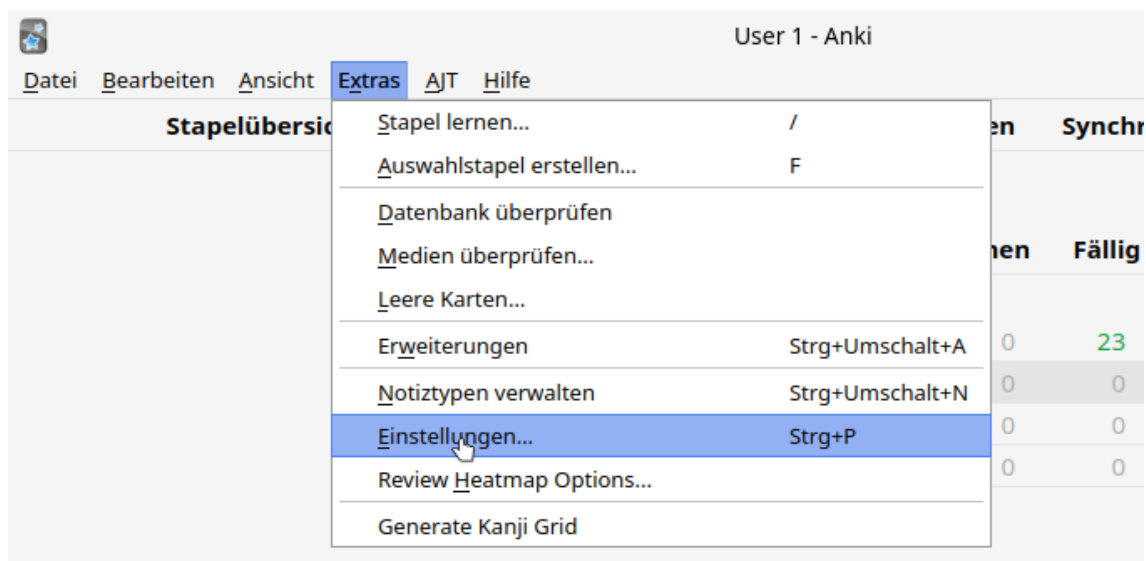 User 1 - Anki
Datei Bearbeiten Ansicht Extras AJT Hilfe
Stapelübersic
en Synchr
Stapel lernen... /
Auswahlstapel erstellen... F
Datenbank überprüfen
Medien überprüfen...
nen Fällig
Leere Karten...
Erweiterungen Strg+Umschalt+A
0 23
Notiztypen verwalten Strg+Umschalt+N
0 0
Einstellungen... Strg+P
0 0
Review Heatmap Options...
0 0
Generate Kanji Grid